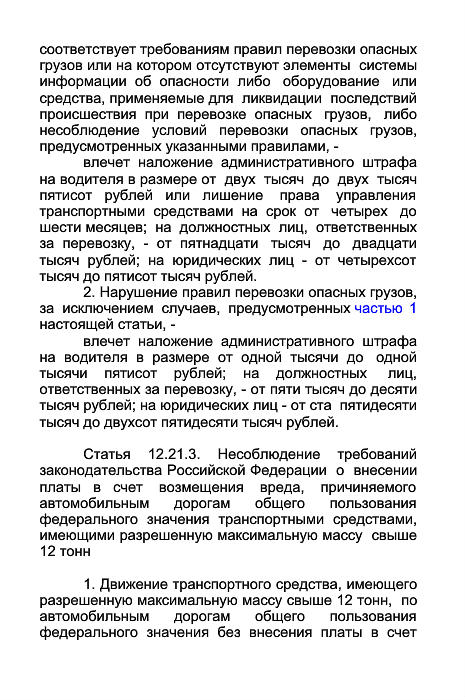 соответствует требованиям правил перевозки опасных
грузов или на котором отсутствуют элементы системы
информации об опасности либо оборудование или
средства, применяемые для ликвидации последствий
происшествия при перевозке опасных грузов, либо
несоблюдение условий перевозки опасных грузов,
предусмотренных указанными правилами, -
влечет наложение административного штрафа
на водителя в размере от двух тысяч до двух тысяч
пятисот рублей или лишение права управления
транспортными средствами на срок от четырех до
шести месяцев; на должностных лиц, ответственных
за перевозку, - от пятнадцати тысяч до двадцати
тысяч рублей; на юридических лиц - от четырехсот
тысяч до пятисот тысяч рублей.
2. Нарушение правил перевозки опасных грузов,
за исключением случаев, предусмотренных частью 1
настоящей статьи, -
влечет наложение административного штрафа
на водителя в размере от одной тысячи до одной
тысячи пятисот рублей; на должностных лиц,
ответственных за перевозку, - от пяти тысяч до десяти
тысяч рублей; на юридических лиц - от ста пятидесяти
тысяч до двухсот пятидесяти тысяч рублей.
Статья 12.21.3. Несоблюдение требований
законодательства Российской Федерации о внесении
платы в счет возмещения вреда, причиняемого
автомобильным дорогам общего пользования
федерального значения транспортными средствами,
имеющими разрешенную максимальную массу свыше
12 тонн
1. Движение транспортного средства, имеющего
разрешенную максимальную массу свыше 12 тонн, по
автомобильным дорогам общего пользования
федерального значения без внесения платы в счет